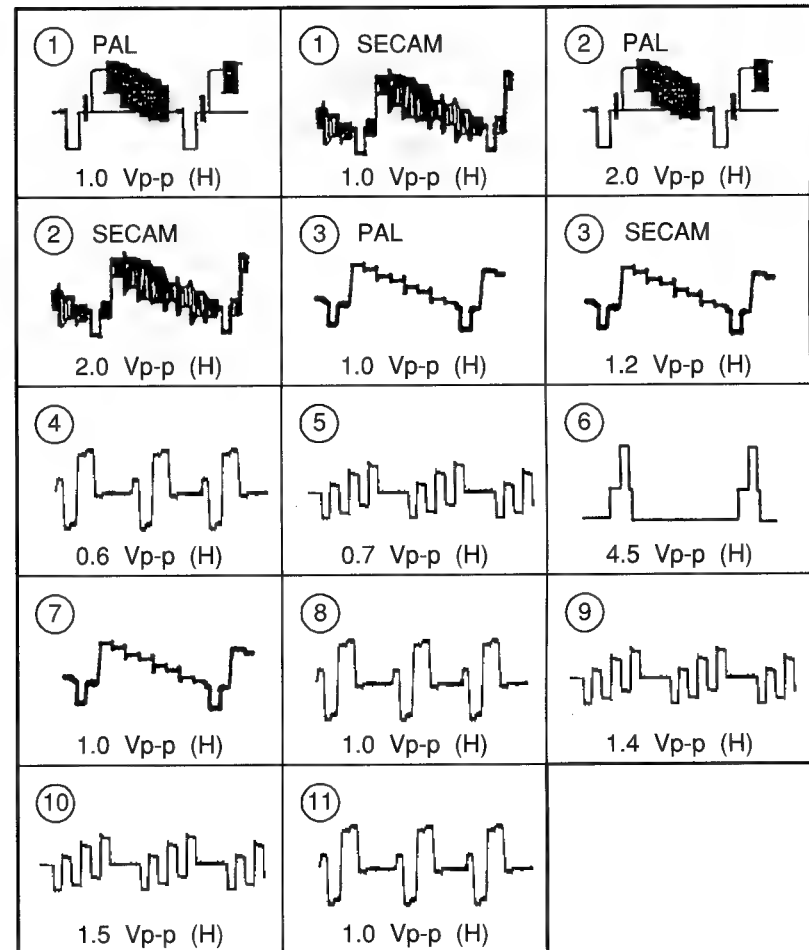 ① PAL
1.0 Vp-p (H)
① SECAM
1.0 Vp-p (H)
② PAL
2.0 Vp-p (H)
② SECAM
2.0 Vp-p (H)
③ PAL
1.0 Vp-p (H)
③ SECAM
1.2 Vp-p (H)
④
0.6 Vp-p (H)
⑤
0.7 Vp-p (H)
⑥
4.5 Vp-p (H)
⑦
1.0 Vp-p (H)
⑧
1.0 Vp-p (H)
⑨
1.4 Vp-p (H)
⑩
1.5 Vp-p (H)
⑪
1.0 Vp-p (H)